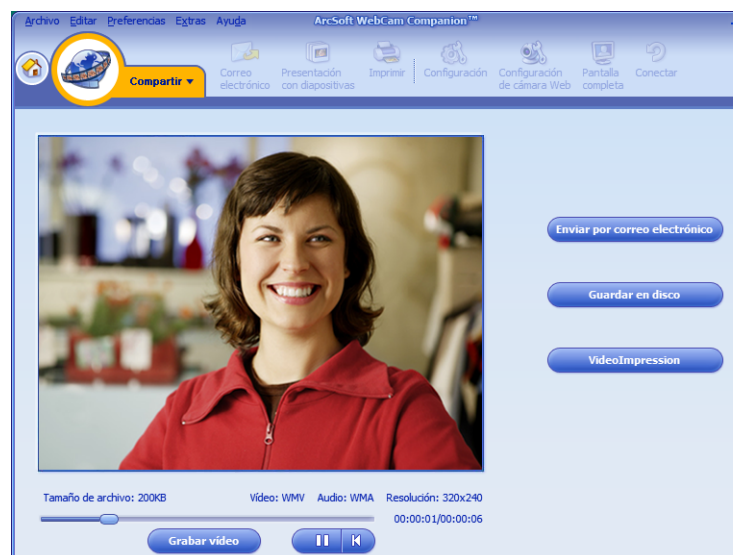 Archivo Editar Preferencias Extras Ayuda
ArcSoft WebCam Companion™
Compartir
Correo
electrónico
Presentación
con diapositivas
Imprimir
Configuración
Configuración
de cámara Web
Pantalla
completa
Conectar
Enviar por correo electrónico
Guardar en disco
VideoImpression
Tamaño de archivo: 200KB
Vídeo: WMV
Audio: WMA
Resolución: 320x240
00:00:01/00:00:06
Grabar vídeo